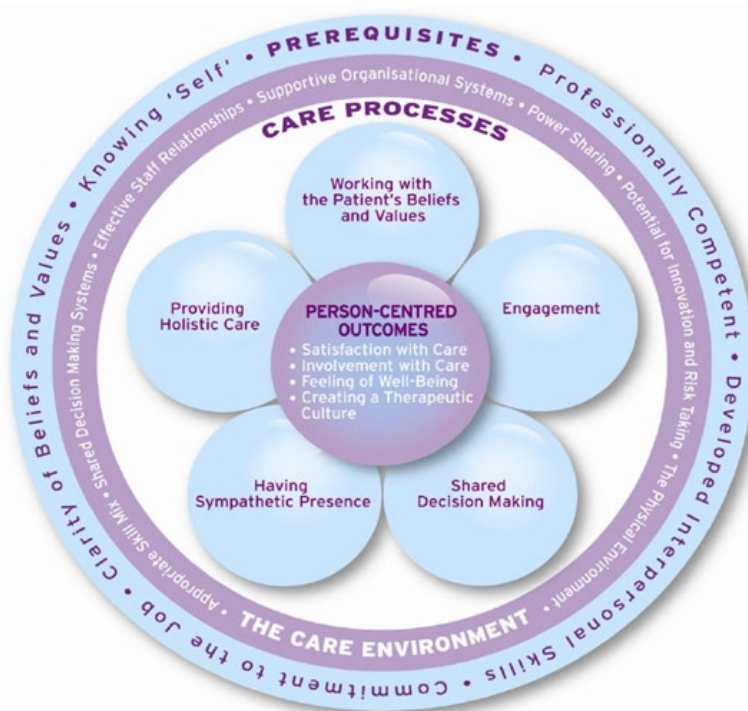 • PREREQUISITES • Professionally Competent • Developed Interpersonal Skills • Commitment to the Job • Clarity of Beliefs and Values • Knowing 'Self'
• Supportive Organisational Systems • Power Sharing • Potential for Innovation and Risk Taking • The Physical Environment •
THE CARE ENVIRONMENT
• Appropriate Skill Mix • Shared Decision Making Systems • Effective Staff Relationships
CARE PROCESSES
Working with
the Patient's Beliefs
and Values
Providing
Holistic Care
Engagement
PERSON-CENTRED
OUTCOMES
• Satisfaction with Care
• Involvement with Care
• Feeling of Well-Being
• Creating a Therapeutic
Culture
Having
Sympathetic Presence
Shared
Decision Making